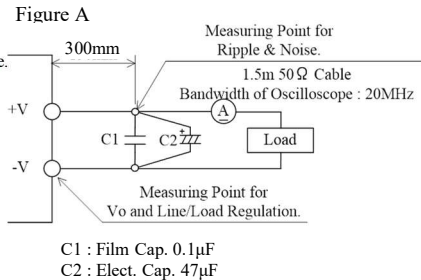 Figure A
Measuring Point for
Ripple & Noise.
300mm
e.
1.5m 50Ω Cable
Bandwidth of Oscilloscope : 20MHz
+V
A
C1
C2
+
Load
-V
Measuring Point for
Vo and Line/Load Regulation.
C1 : Film Cap. 0.1μF
C2 : Elect. Cap. 47μF